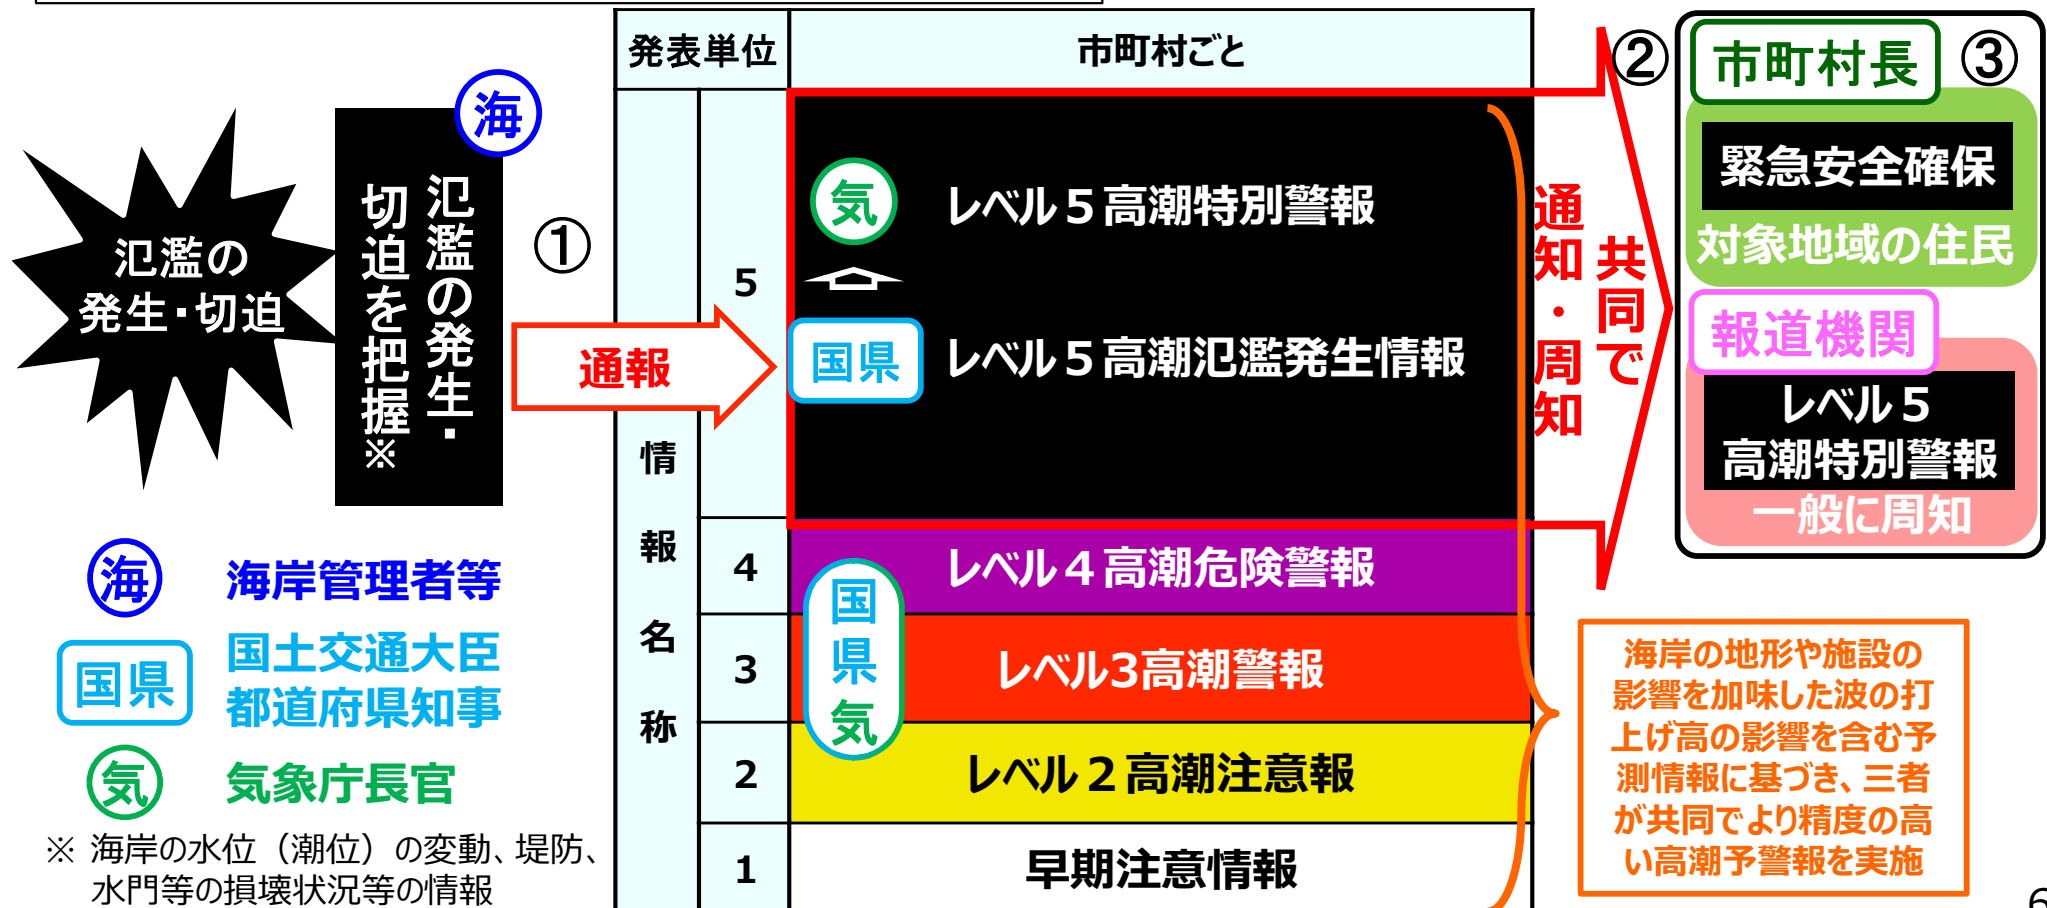 発表単位
市町村ごと
情報名称
5
4
3
2
1
氾濫の
発生・切迫
海
氾濫の発生・
切迫を把握※
①
通報
気
レベル５高潮特別警報
国県
レベル５高潮氾濫発生情報
国県気
レベル４高潮危険警報
レベル3高潮警報
レベル２高潮注意報
早期注意情報
②
共同で
通知・周知
市町村長
③
緊急安全確保
対象地域の住民
報道機関
レベル５
高潮特別警報
一般に周知
海岸の地形や施設の
影響を加味した波の打
上げ高の影響を含む予
測情報に基づき、三者
が共同でより精度の高
い高潮予警報を実施
海
海岸管理者等
国県
国土交通大臣
都道府県知事
気
気象庁長官
※ 海岸の水位（潮位）の変動、堤防、
水門等の損壊状況等の情報
6